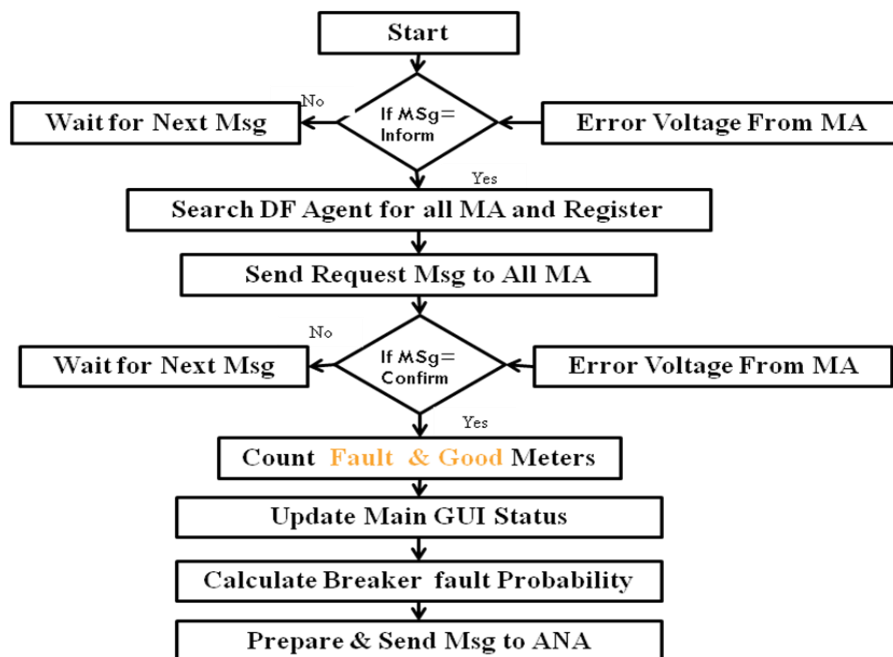 Start
No
If MSg=
Inform
Wait for Next Msg
Error Voltage From MA
Yes
Search DF Agent for all MA and Register
Send Request Msg to All MA
No
If MSg=
Confirm
Wait for Next Msg
Error Voltage From MA
Yes
Count Fault & Good Meters
Update Main GUI Status
Calculate Breaker fault Probability
Prepare & Send Msg to ANA